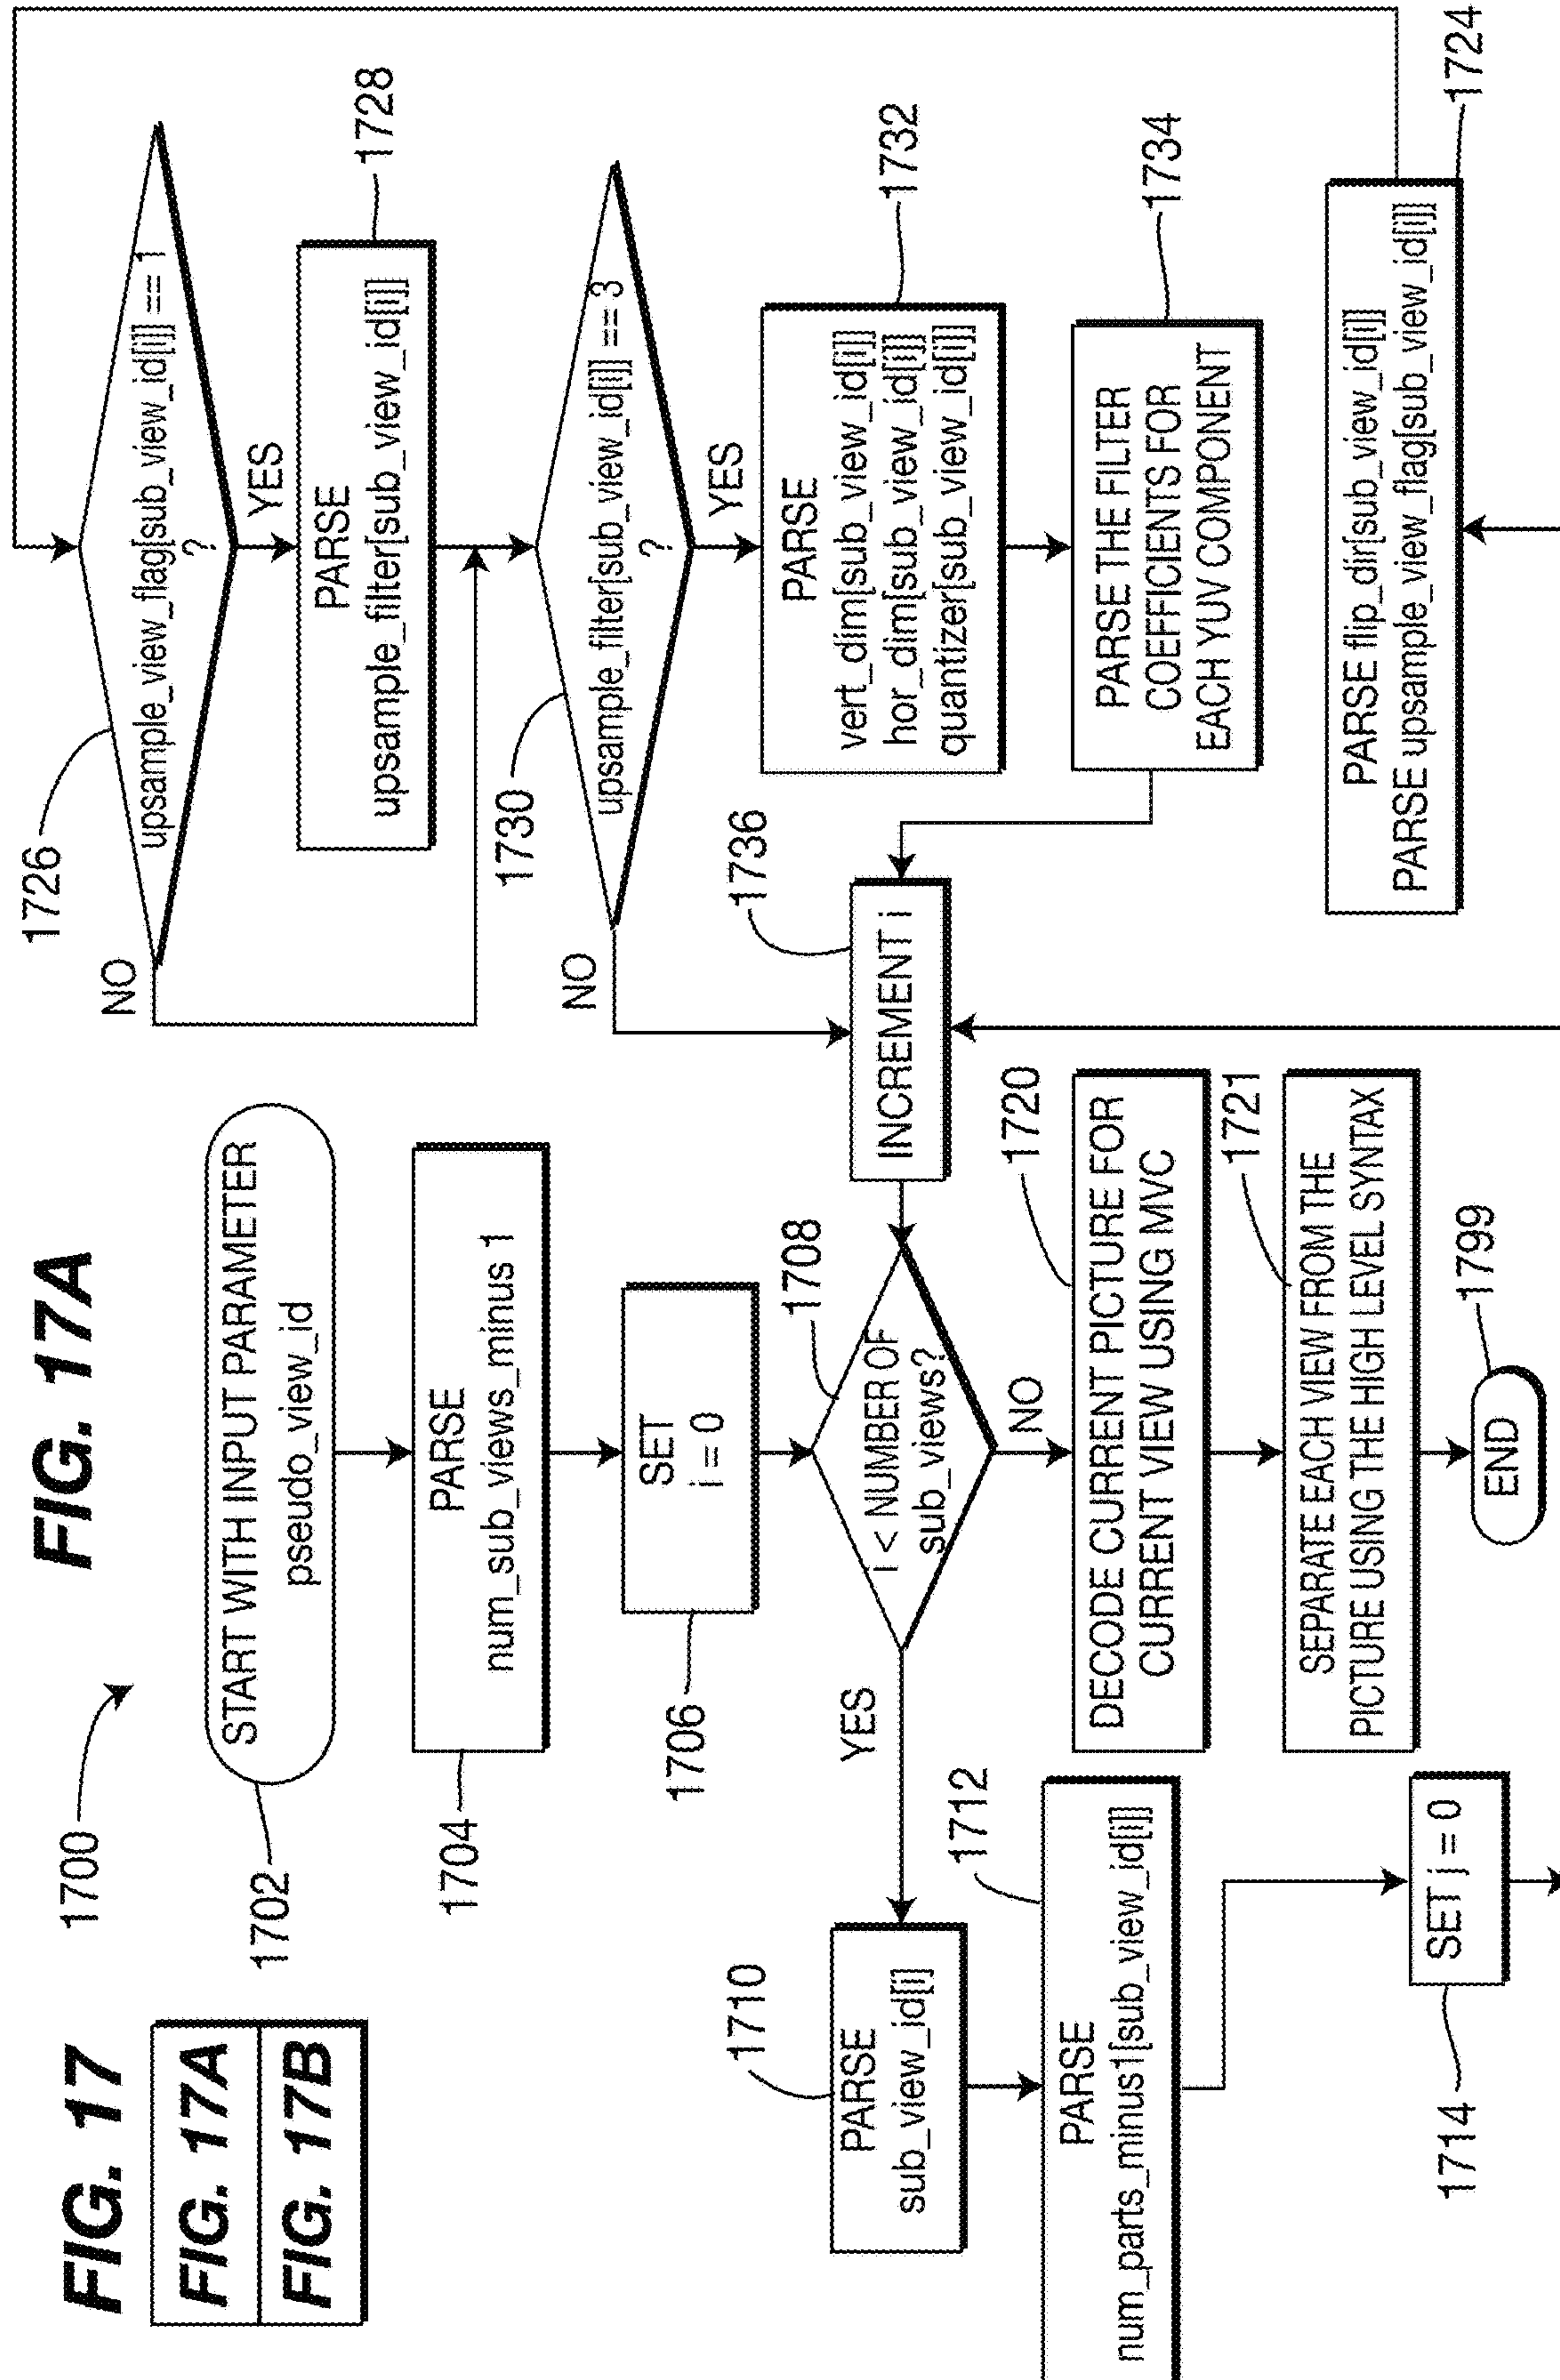 FIG. 17
FIG. 17A
FIG. 17B
FIG. 17A
1700
START WITH INPUT PARAMETER
pseudo_view_id
1702
PARSE
num_sub_views_minus 1
1704
SET
i = 0
1706
i < NUMBER OF
sub_views?
1708
YES
NO
PARSE
sub_view_id[i]
1710
PARSE
num_parts_minus1[sub_view_id[i]]
1712
SET j = 0
1714
DECODE CURRENT PICTURE FOR
CURRENT VIEW USING MVC
1720
SEPARATE EACH VIEW FROM THE
PICTURE USING THE HIGH LEVEL SYNTAX
1721
END
1799
upsample_view_flag[sub_view_id[i]] == 1
?
1726
NO
YES
PARSE
upsample_filter[sub_view_id[i]]
1728
upsample_filter[sub_view_id[i]] == 3
?
1730
NO
YES
PARSE
vert_dim[sub_view_id[i]]
hor_dim[sub_view_id[i]]
quantizer[sub_view_id[i]]
1732
PARSE THE FILTER
COEFFICIENTS FOR
EACH YUV COMPONENT
1734
INCREMENT i
1736
PARSE flip_dir[sub_view_id[i]]
PARSE upsample_view_flag[sub_view_id[i]]
1724